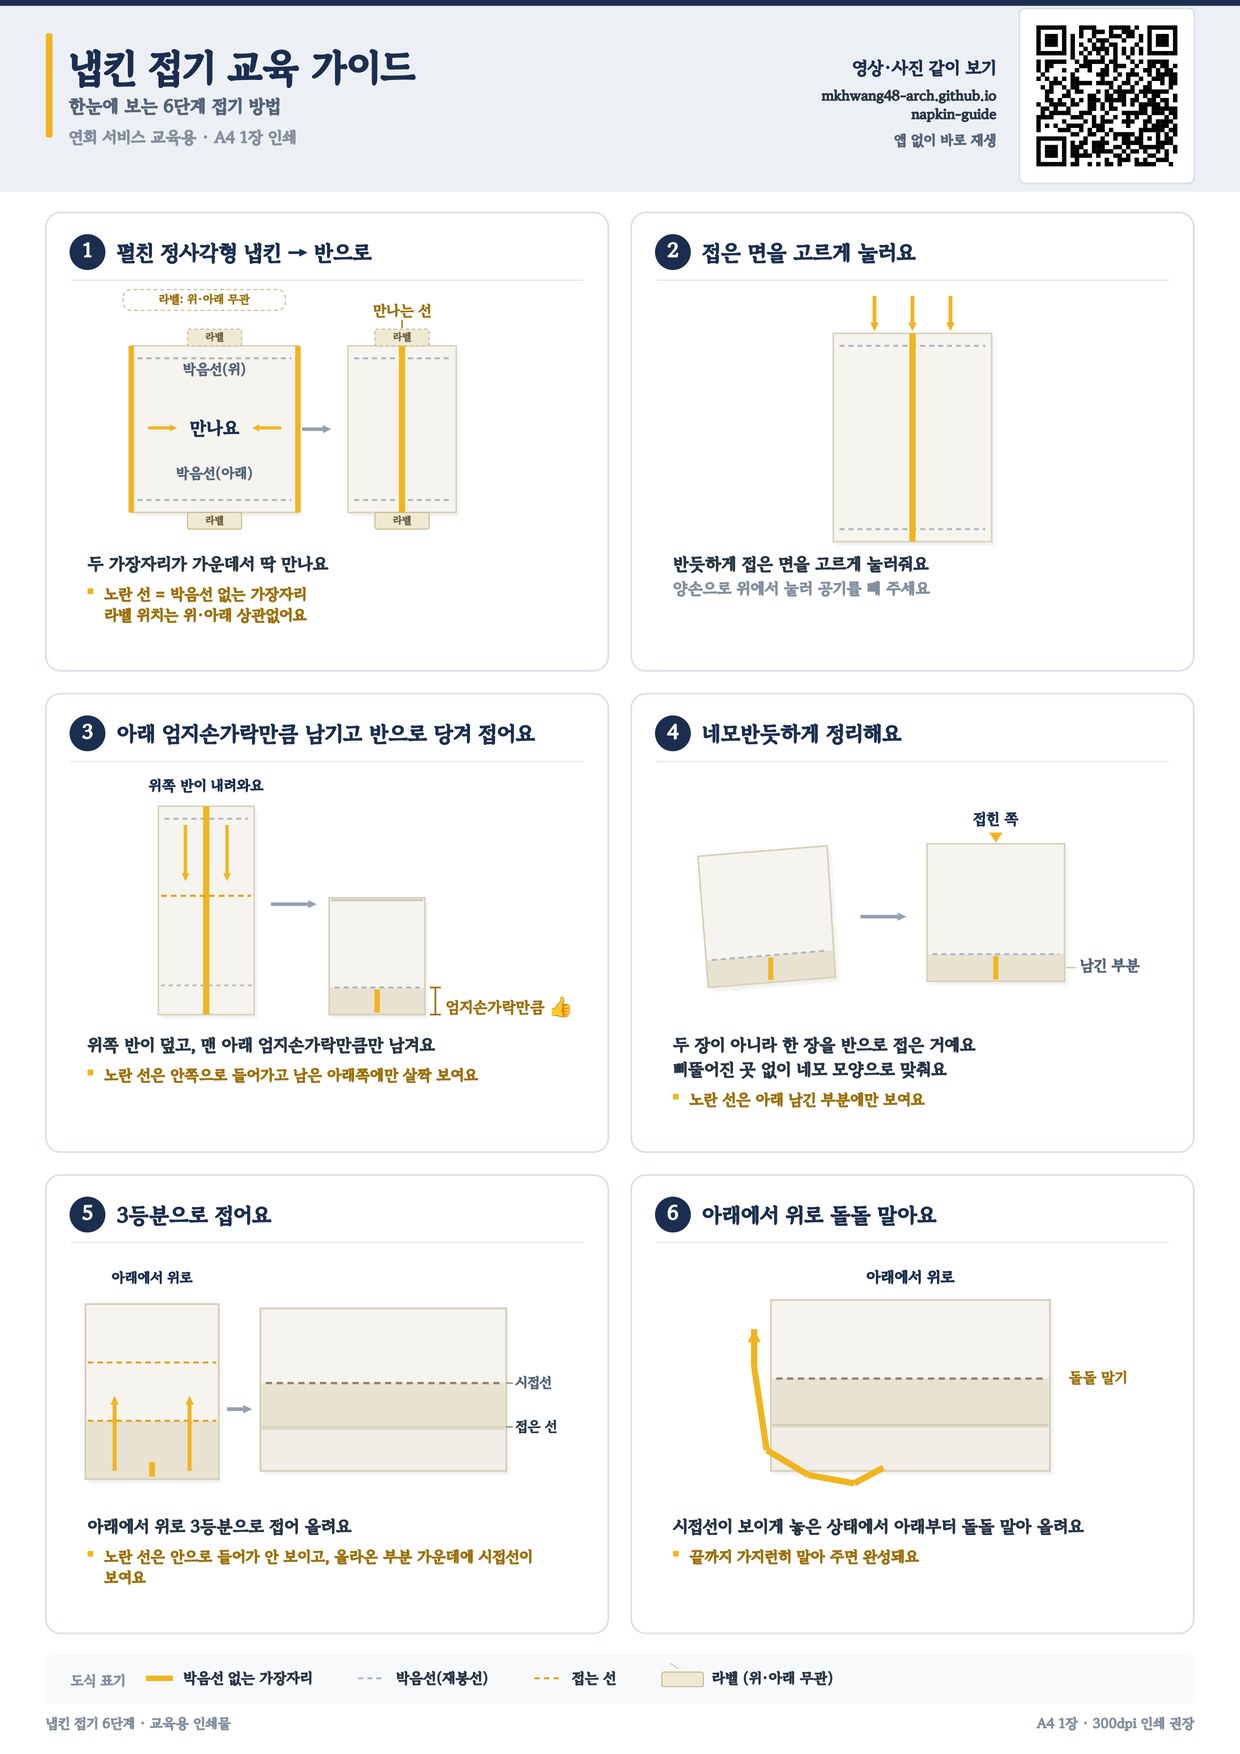 냅킨 접기 교육 가이드
한눈에 보는 6단계 접기 방법
연회 서비스 교육용 · A4 1장 인쇄
영상·사진 같이 보기
mkhwang48-arch.github.io
napkin-guide
앱 없이 바로 재생
1 펼친 정사각형 냅킨 → 반으로
라벨: 위·아래 무관
만나는 선
라벨
라벨
박음선(위)
만나요
박음선(아래)
라벨
라벨
두 가장자리가 가운데서 딱 만나요
노란 선 = 박음선 없는 가장자리
라벨 위치는 위·아래 상관없어요
2 접은 면을 고르게 눌러요
반듯하게 접은 면을 고르게 눌러줘요
양손으로 위에서 눌러 공기를 빼 주세요
3 아래 엄지손가락만큼 남기고 반으로 당겨 접어요
위쪽 반이 내려와요
엄지손가락만큼 👍
위쪽 반이 덮고, 맨 아래 엄지손가락만큼만 남겨요
노란 선은 안쪽으로 들어가고 남은 아래쪽에만 살짝 보여요
4 네모반듯하게 정리해요
접힌 쪽
남긴 부분
두 장이 아니라 한 장을 반으로 접은 거예요
삐뚤어진 곳 없이 네모 모양으로 맞춰요
노란 선은 아래 남긴 부분에만 보여요
5 3등분으로 접어요
아래에서 위로
시접선
접은 선
아래에서 위로 3등분으로 접어 올려요
노란 선은 안으로 들어가 안 보이고, 올라온 부분 가운데에 시접선이
보여요
6 아래에서 위로 돌돌 말아요
아래에서 위로
돌돌 말기
시접선이 보이게 놓은 상태에서 아래부터 돌돌 말아 올려요
끝까지 가지런히 말아 주면 완성돼요
도식 표기
박음선 없는 가장자리
박음선(재봉선)
접는 선
라벨 (위·아래 무관)
냅킨 접기 6단계 · 교육용 인쇄물
A4 1장 · 300dpi 인쇄 권장